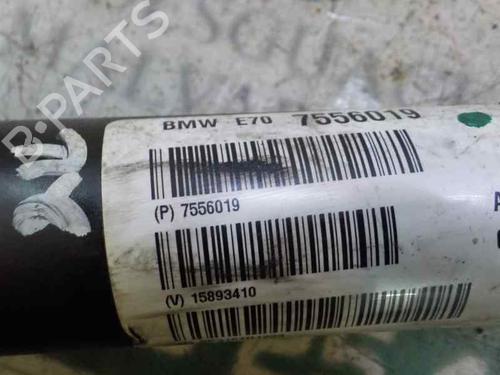 B-PARTS
BMW E70 7556019
(P) 7556019
(V) 15893410
A